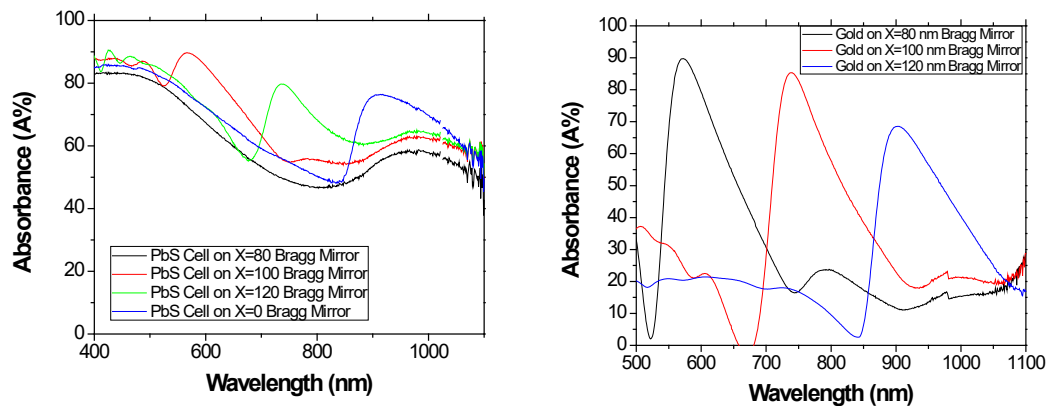 100
80
60
40
20
0
Absorbance (A%)
PbS Cell on X=80 Bragg Mirror
PbS Cell on X=100 Bragg Mirror
PbS Cell on X=120 Bragg Mirror
PbS Cell on X=0 Bragg Mirror
400 600 800 1000
Wavelength (nm)
Gold on X=80 nm Bragg Mirror
Gold on X=100 nm Bragg Mirror
Gold on X=120 nm Bragg Mirror
100
90
80
70
60
50
40
30
20
10
0
Absorbance (A%)
500 600 700 800 900 1000 1100
Wavelength (nm)